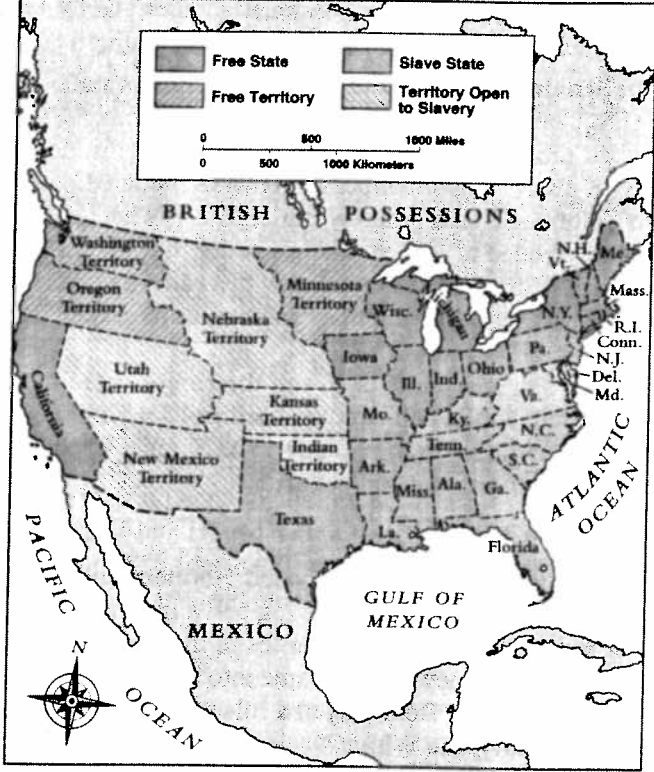 Free State
Slave State
Free Territory
Territory Open
to Slavery
0 500 1000 Miles
0 500 1000 Kilometers
BRITISH POSSESSIONS
Washington
Territory
Oregon
Territory
California
Nebraska
Territory
Minnesota
Territory
Utah
Territory
Kansas
Territory
New Mexico
Territory
Indian
Territory
Texas
Wisc.
Michigan
Iowa
Ill.
Ind.
Ohio
Mo.
Ky.
Tenn.
Ark.
Miss.
Ala.
Ga.
La.
Florida
S.C.
N.C.
Va.
Pa.
N.Y.
N.H.
Vt.
Me.
Mass.
R.I.
Conn.
N.J.
Del.
Md.
ATLANTIC
OCEAN
PACIFIC
OCEAN
GULF OF
MEXICO
MEXICO
N